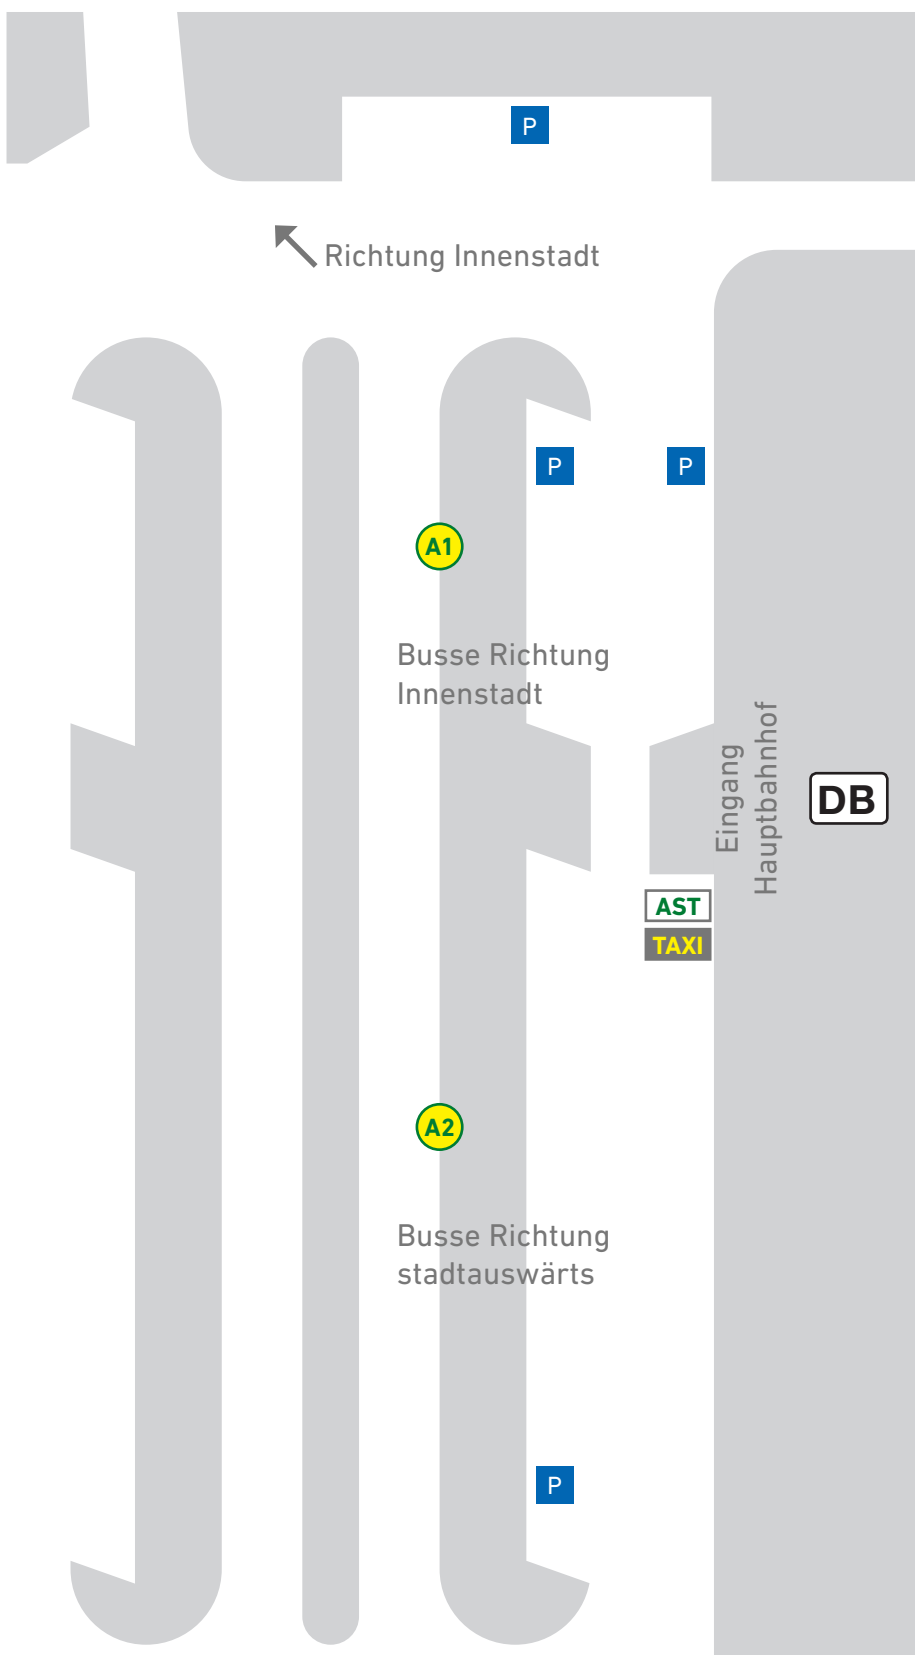 P
Richtung Innenstadt
P
P
A1
Busse Richtung
Innenstadt
Eingang
Hauptbahnhof
DB
AST
TAXI
A2
Busse Richtung
stadtauswärts
P